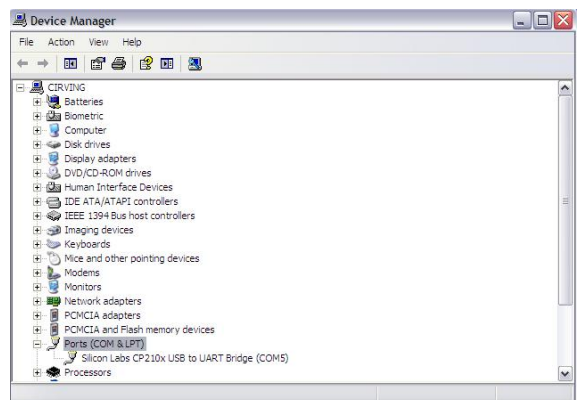 Device Manager
File Action View Help
CIRVING
Batteries
Biometric
Computer
Disk drives
Display adapters
DVD/CD-ROM drives
Human Interface Devices
IDE ATA/ATAPI controllers
IEEE 1394 Bus host controllers
Imaging devices
Keyboards
Mice and other pointing devices
Modems
Monitors
Network adapters
PCMCIA adapters
PCMCIA and Flash memory devices
Ports (COM & LPT)
Silicon Labs CP210x USB to UART Bridge (COM5)
Processors